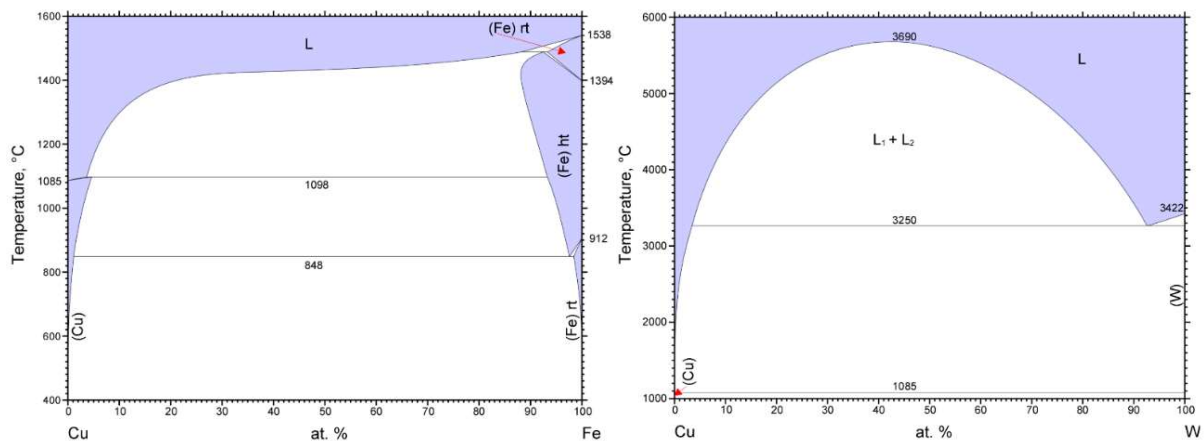 (Fe) rt
L
1538
1600
1400
1394
1200
(Fe) ht
1085
1098
1000
912
848
800
600
400
(Cu)
(Fe) rt
Temperature, °C
0 10 20 30 40 50 60 70 80 90 100
Cu at. % Fe
6000
3690
L
5000
L₁ + L₂
4000
3422
3250
3000
2000
(W)
(Cu)
1085
1000
Temperature, °C
0 10 20 30 40 50 60 70 80 90 100
Cu at. % W